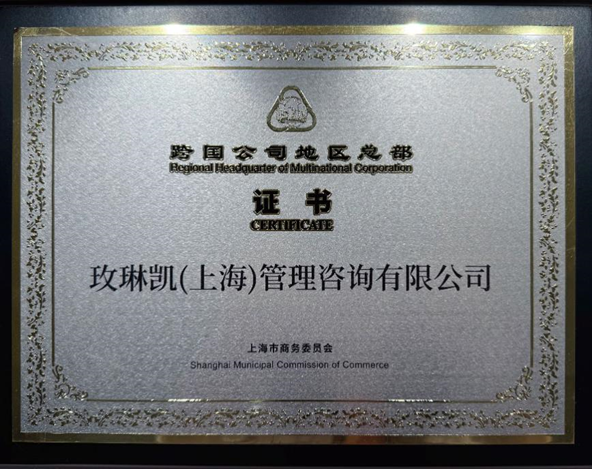 跨国公司地区总部
Regional Headquarter of Multinational Corporation
证书
CERTIFICATE
玫琳凯(上海)管理咨询有限公司
上海市商务委员会
Shanghai Municipal Commission of Commerce